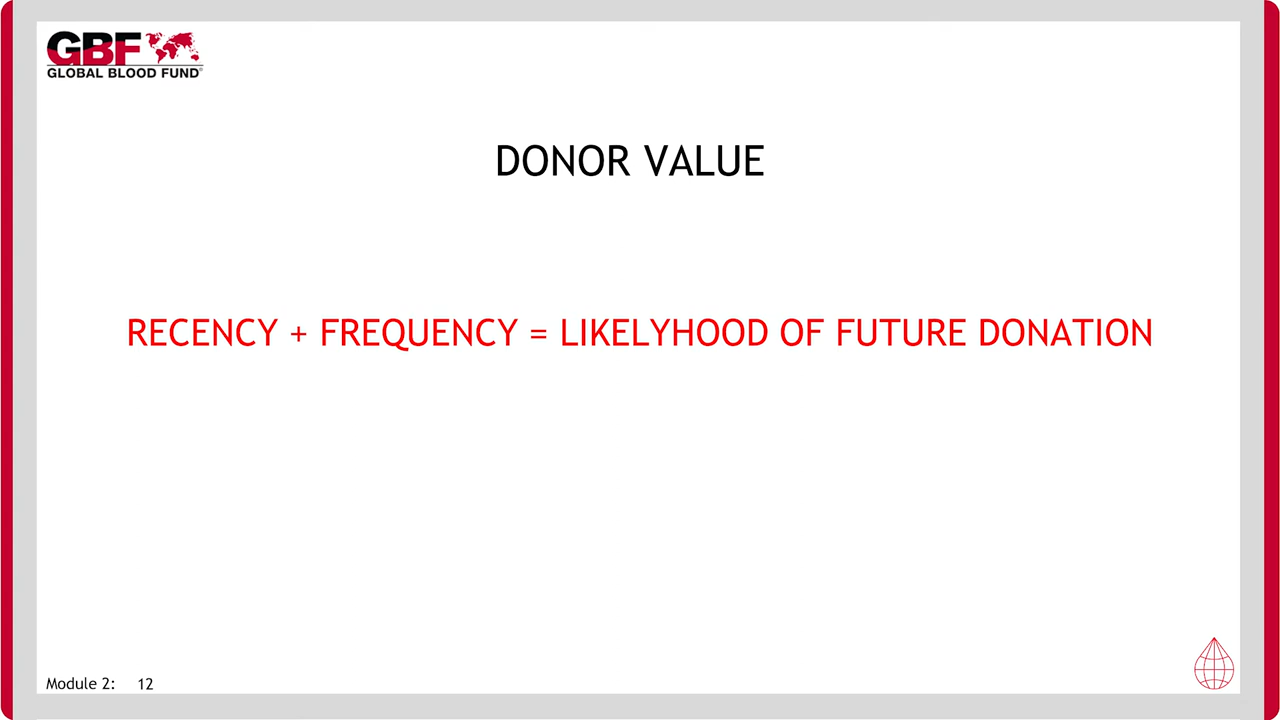 GBF
GLOBAL BLOOD FUND
DONOR VALUE
RECENCY + FREQUENCY = LIKELYHOOD OF FUTURE DONATION
Module 2: 12